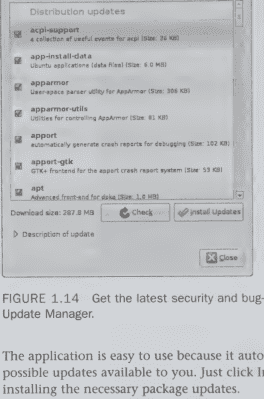 Distribution updates
acpi-support
a collection of useful events for acpi (Size: 36 KB)
app-install-data
Ubuntu applications (data files) (Size: 6.0 MB)
apparmor
User-space parser utility for AppArmor (Size: 306 KB)
apparmor-utils
Utilities for controlling AppArmor (Size: 61 KB)
apport
automatically generate crash reports for debugging (Size: 102 KB)
apport-gtk
GTK+ frontend for the apport crash report system (Size: 59 KB)
apt
Advanced front-end for dpkg (Size: 1.8 MB)
Download size: 287.8 MB Check Install Updates
Description of update
Close
FIGURE 1.14 Get the latest security and bug-
Update Manager.
The application is easy to use because it auto
possible updates available to you. Just click I
installing the necessary package updates.